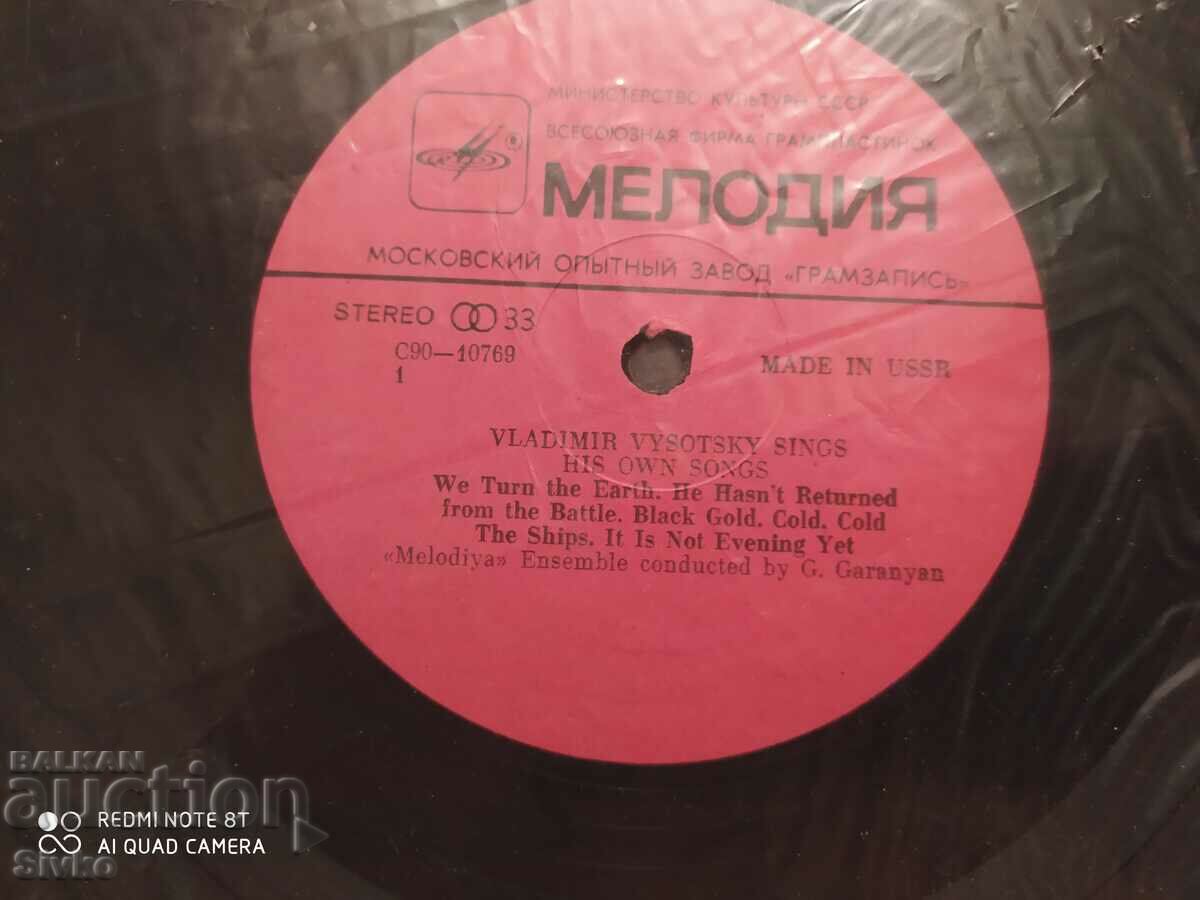 МИНИСТЕРСТВО КУЛЬТУРЫ СССР
ВСЕСОЮЗНАЯ ФИРМА ГРАМПЛАСТИНОК
МЕЛОДИЯ
МОСКОВСКИЙ ОПЫТНЫЙ ЗАВОД «ГРАМЗАПИСЬ»
STEREO 33
С90—10769
1
MADE IN USSR
VLADIMIR VYSOTSKY SINGS
HIS OWN SONGS
We Turn the Earth. He Hasn't Returned
from the Battle. Black Gold. Cold. Cold
The Ships. It Is Not Evening Yet
«Melodiya» Ensemble conducted by G. Garanyan
BALKAN
auction
REDMI NOTE 8T
AI QUAD CAMERA
Sivko